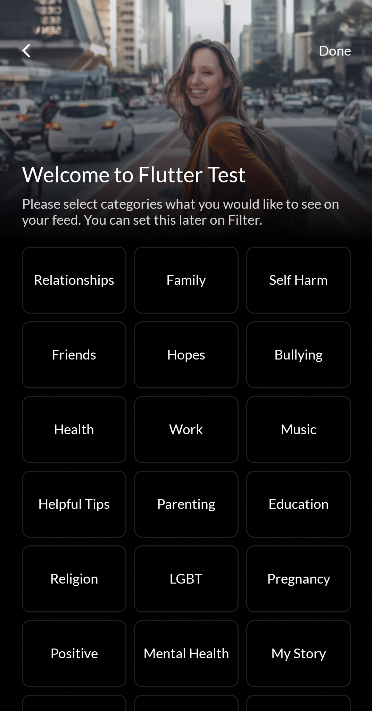 Done
Welcome to Flutter Test
Please select categories what you would like to see on
your feed. You can set this later on Filter.
Relationships
Family
Self Harm
Friends
Hopes
Bullying
Health
Work
Music
Helpful Tips
Parenting
Education
Religion
LGBT
Pregnancy
Positive
Mental Health
My Story